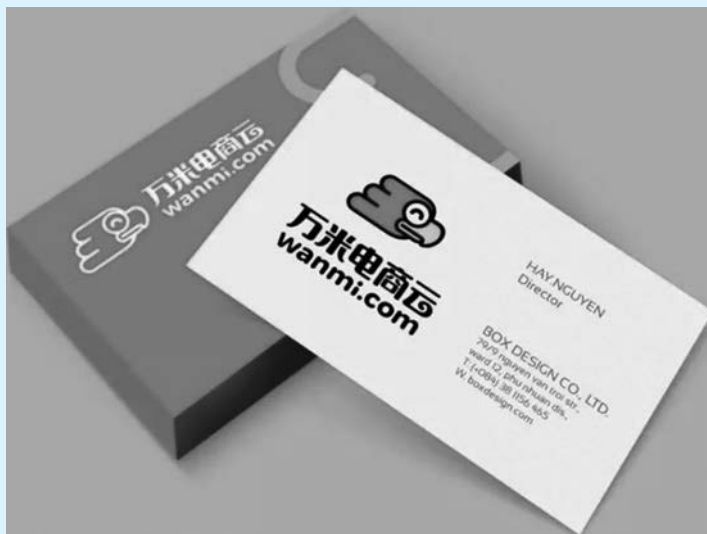 万米电商云
wanmi.com
万米电商云
wanmi.com
HAY.NGUYEN
Director
BOX DESIGN CO., LTD.
79/9 nguyen van troi str.,
ward 12, phu nhuan dis.,
T: (+084) 38 1156 465
W. boxdesign.com